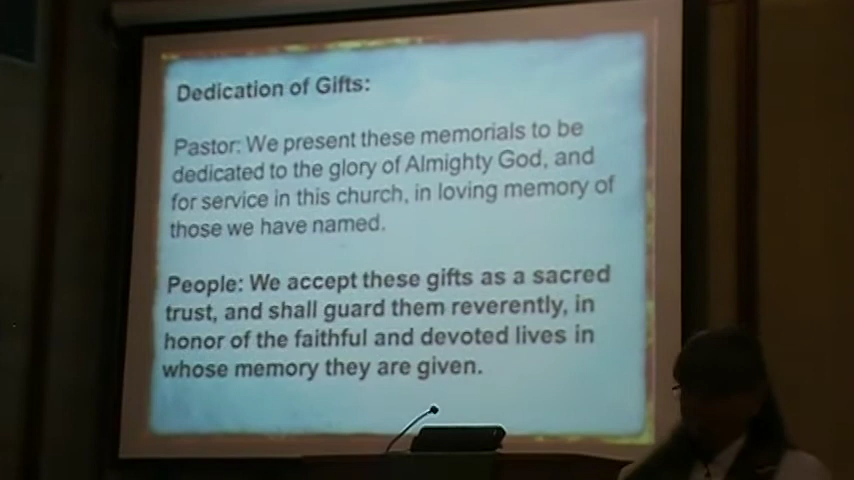 Dedication of Gifts:
Pastor: We present these memorials to be
dedicated to the glory of Almighty God, and
for service in this church, in loving memory of
those we have named.
People: We accept these gifts as a sacred
trust, and shall guard them reverently, in
honor of the faithful and devoted lives in
whose memory they are given.